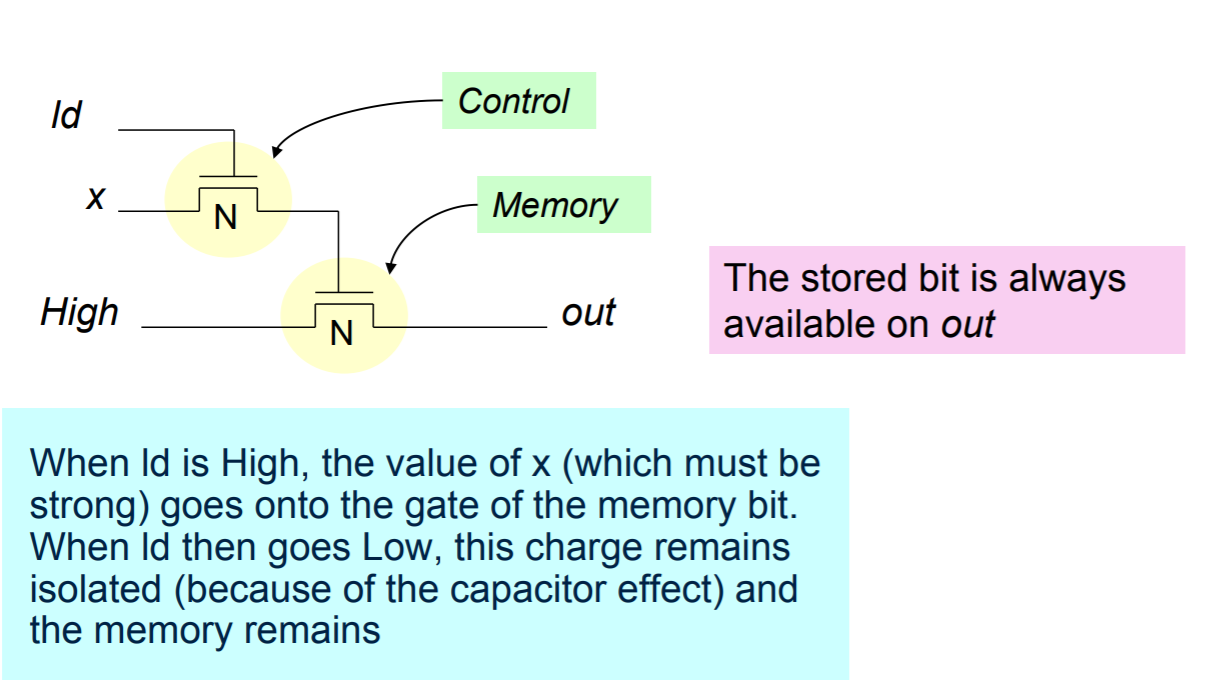 ld
Control
x
N
Memory
High
N
out
The stored bit is always
available on out
When ld is High, the value of x (which must be
strong) goes onto the gate of the memory bit.
When ld then goes Low, this charge remains
isolated (because of the capacitor effect) and
the memory remains